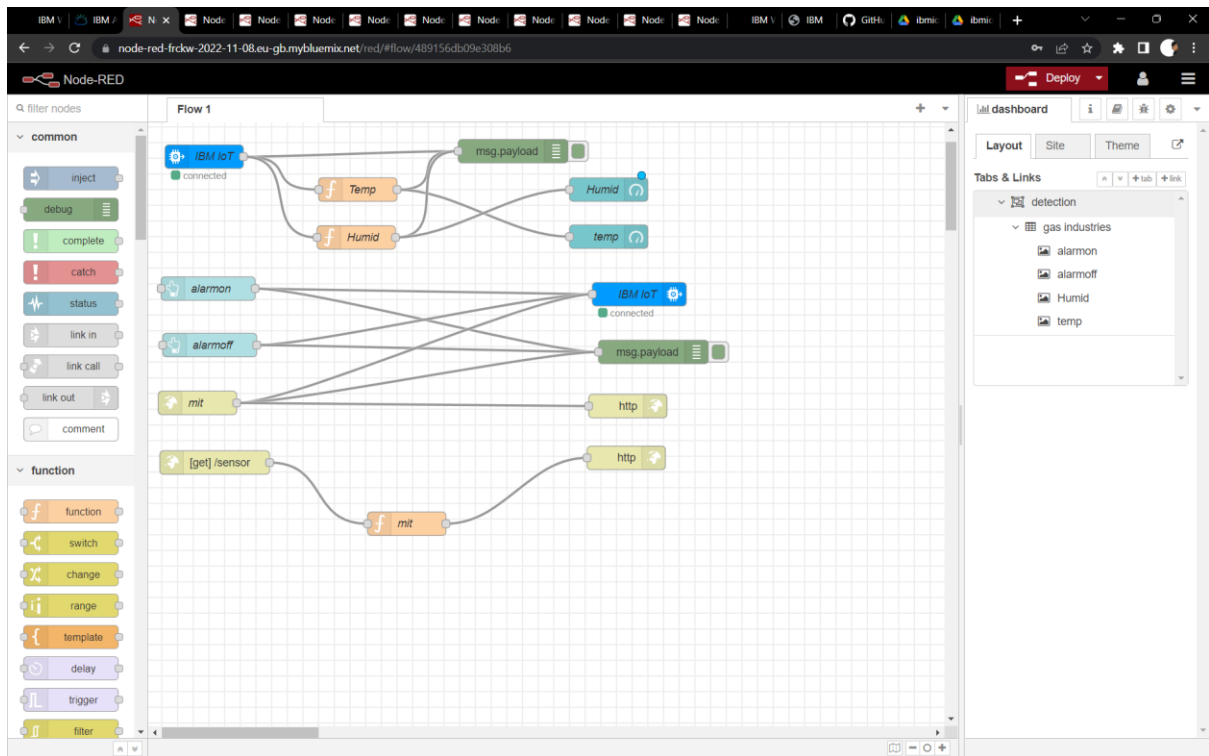 IBM V IBM A N Node Node Node Node Node Node Node Node Node Node IBM V IBM GitHu ibmic ibmic
node-red-frckw-2022-11-08.eu-gb.mybluemix.net/red/#flow/489156db09e308b6
Node-RED Deploy
filter nodes
common
inject
debug
complete
catch
status
link in
link call
link out
comment
function
function
switch
change
range
template
delay
trigger
filter
Flow 1
IBM IoT
connected
msg.payload
Temp
Humid
Humid
temp
alarmon
IBM IoT
connected
alarmoff
msg.payload
mit
http
[get] /sensor
http
mit
dashboard
Layout Site Theme
Tabs & Links
tab link
detection
gas industries
alarmon
alarmoff
Humid
temp